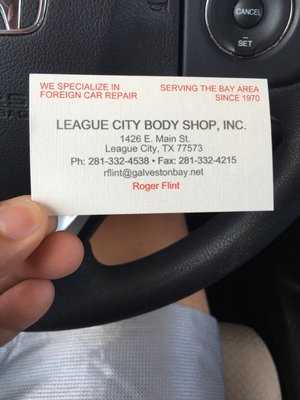 CANCEL
SET
WE SPECIALIZE IN
FOREIGN CAR REPAIR
SERVING THE BAY AREA
SINCE 1970
LEAGUE CITY BODY SHOP, INC.
1426 E. Main St.
League City, TX 77573
Ph: 281-332-4538 • Fax: 281-332-4215
rflint@galvestonbay.net
Roger Flint